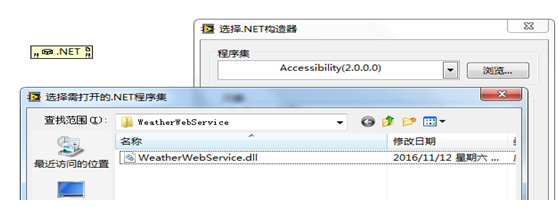 选择.NET构造器
.NET
程序集
Accessibility(2.0.0.0)
浏览...
选择需打开的.NET程序集
查找范围(I):
WeatherWebService
名称
修改日期
最近访问的位置
WeatherWebService.dll
2016/11/12 星期六 ...